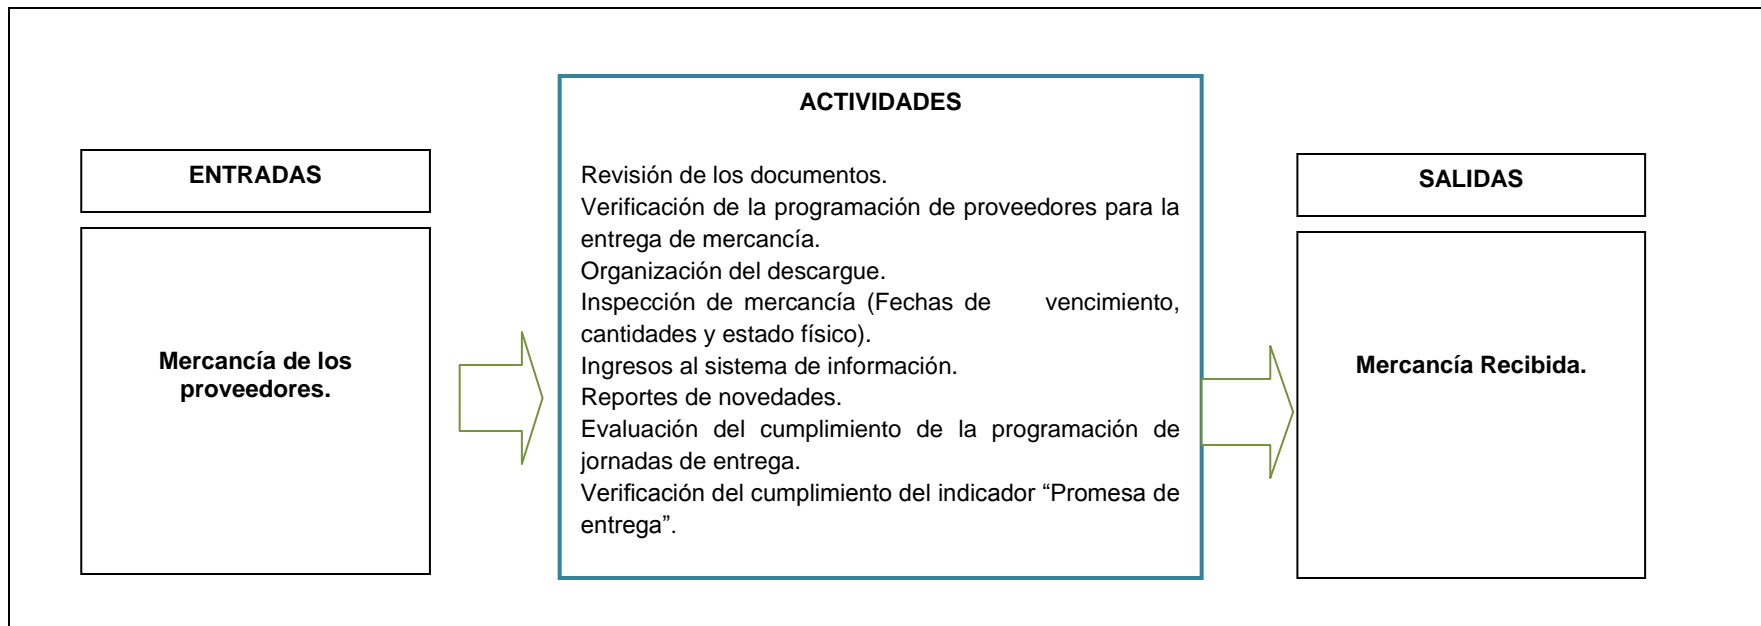 ENTRADAS
Mercancía de los
proveedores.
ACTIVIDADES
Revisión de los documentos.
Verificación de la programación de proveedores para la
entrega de mercancía.
Organización del descargue.
Inspección de mercancía (Fechas de vencimiento,
cantidades y estado físico).
Ingresos al sistema de información.
Reportes de novedades.
Evaluación del cumplimiento de la programación de
jornadas de entrega.
Verificación del cumplimiento del indicador “Promesa de
entrega”.
SALIDAS
Mercancía Recibida.